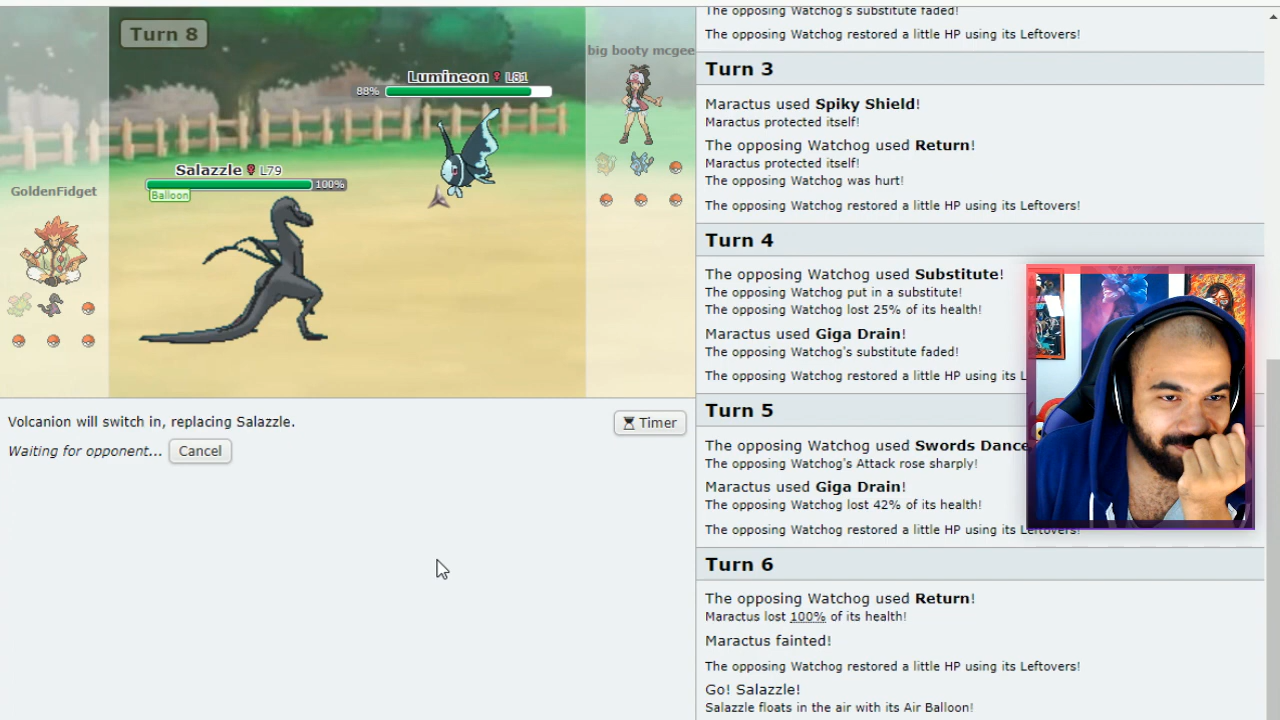 Turn 8
big booty mcgee
Lumineon L81
88%
Salazzle L79
100%
Balloon
GoldenFidget
Volcanion will switch in, replacing Salazzle.
Timer
Waiting for opponent...
Cancel
The opposing Watchog's substitute faded!
The opposing Watchog restored a little HP using its Leftovers!
Turn 3
Maractus used Spiky Shield!
Maractus protected itself!
The opposing Watchog used Return!
Maractus protected itself!
The opposing Watchog was hurt!
The opposing Watchog restored a little HP using its Leftovers!
Turn 4
The opposing Watchog used Substitute!
The opposing Watchog put in a substitute!
The opposing Watchog lost 25% of its health!
Maractus used Giga Drain!
The opposing Watchog's substitute faded!
The opposing Watchog restored a little HP using its L
Turn 5
The opposing Watchog used Swords Dance
The opposing Watchog's Attack rose sharply!
Maractus used Giga Drain!
The opposing Watchog lost 42% of its health!
The opposing Watchog restored a little HP using its Leftovers!
Turn 6
The opposing Watchog used Return!
Maractus lost 100% of its health!
Maractus fainted!
The opposing Watchog restored a little HP using its Leftovers!
Go! Salazzle!
Salazzle floats in the air with its Air Balloon!